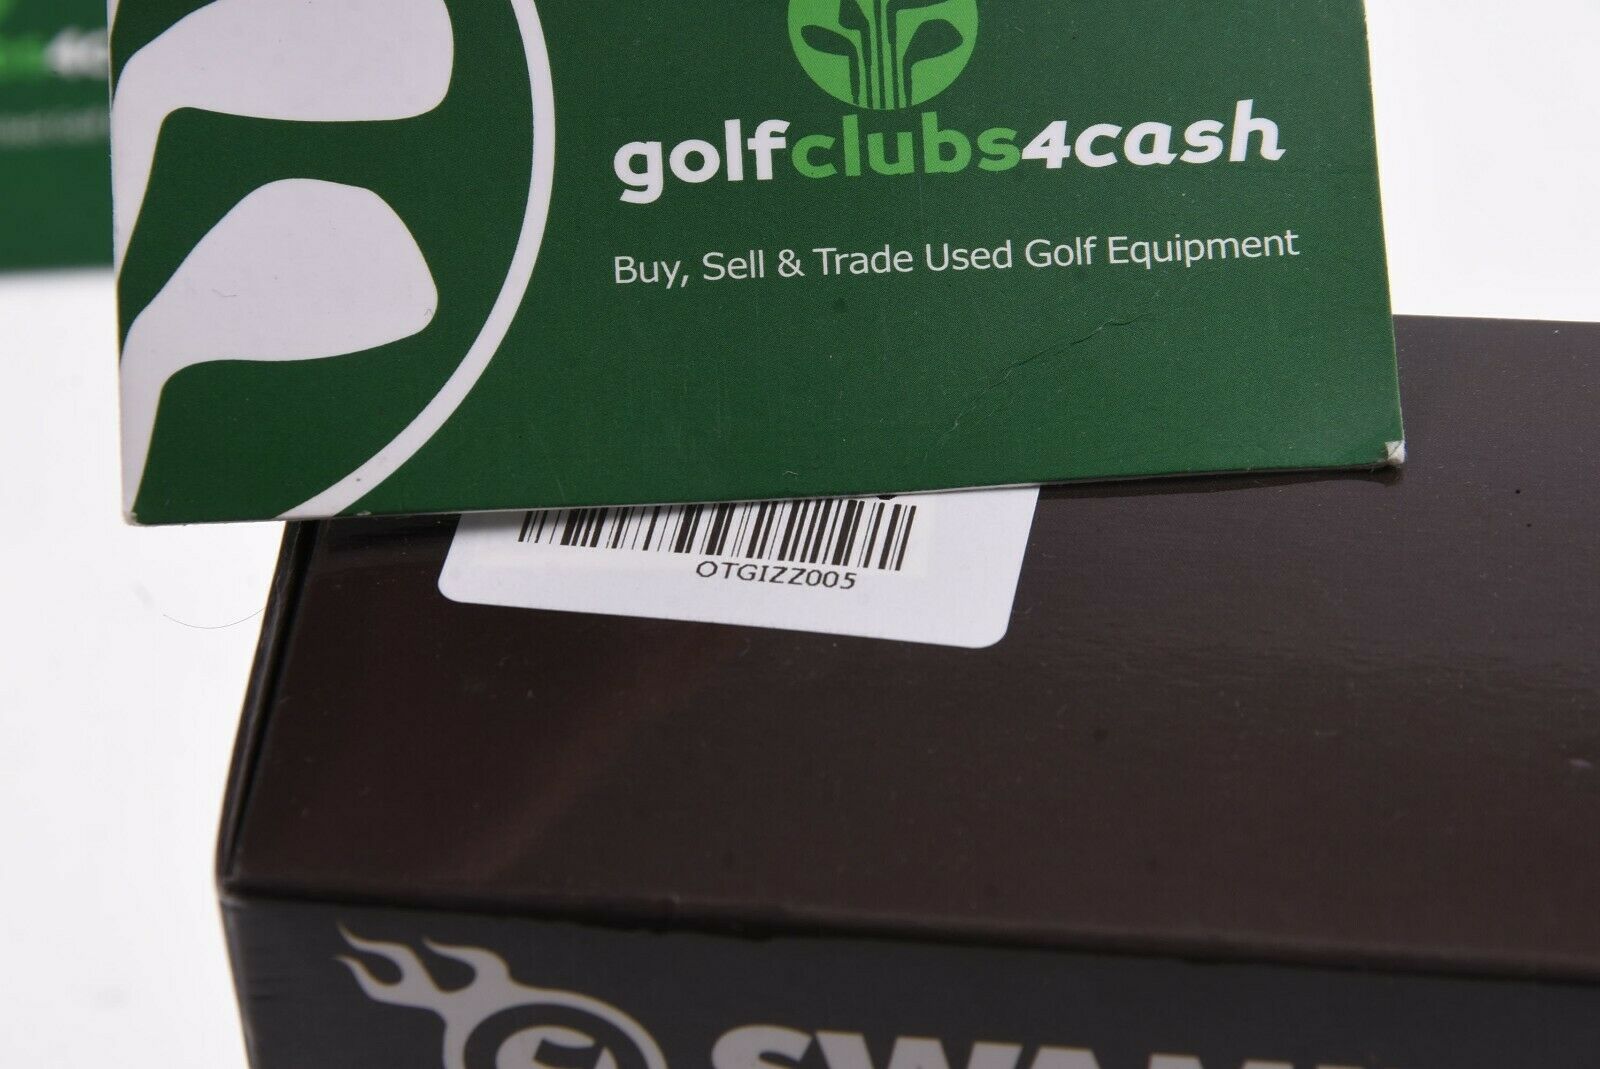 golfclubs4cash
Buy, Sell & Trade Used Golf Equipment
OTGIZZ005